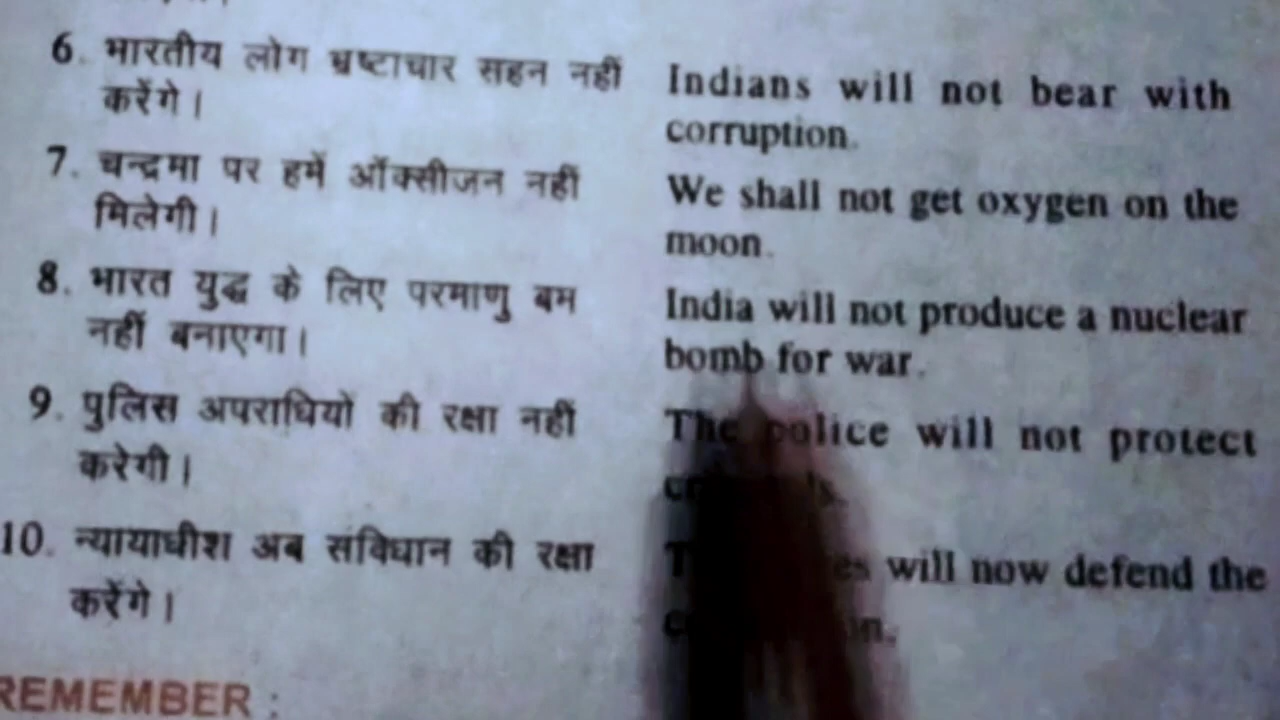 6. भारतीय लोग भ्रष्टाचार सहन नहीं
करेंगे।
Indians will not bear with
corruption.
7. चन्द्रमा पर हमें ऑक्सीजन नहीं
मिलेगी।
We shall not get oxygen on the
moon.
8. भारत युद्ध के लिए परमाणु बम
नहीं बनाएगा।
India will not produce a nuclear
bomb for war.
9. पुलिस अपराधियों की रक्षा नहीं
करेगी।
The police will not protect
10. न्यायाधीश अब संविधान की रक्षा
करेंगे।
will now defend the
REMEMBER :